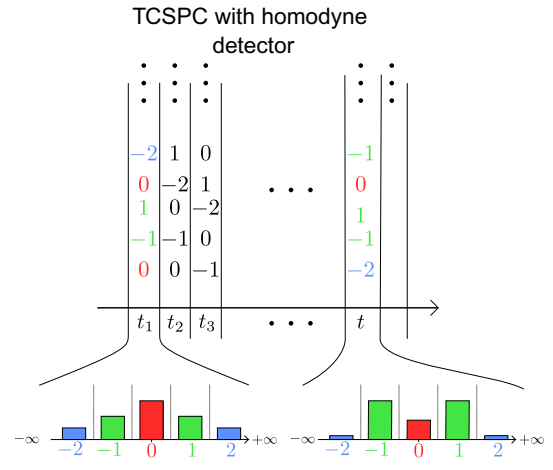 TCSPC with homodyne
detector
−2 1 0 −1
0 −2 1 0
1 0 −2 1
−1 −1 0 −1
0 0 −1 −2
t₁ t₂ t₃ t
−∞ −2 −1 0 1 2 +∞ −∞ −2 −1 0 1 2 +∞